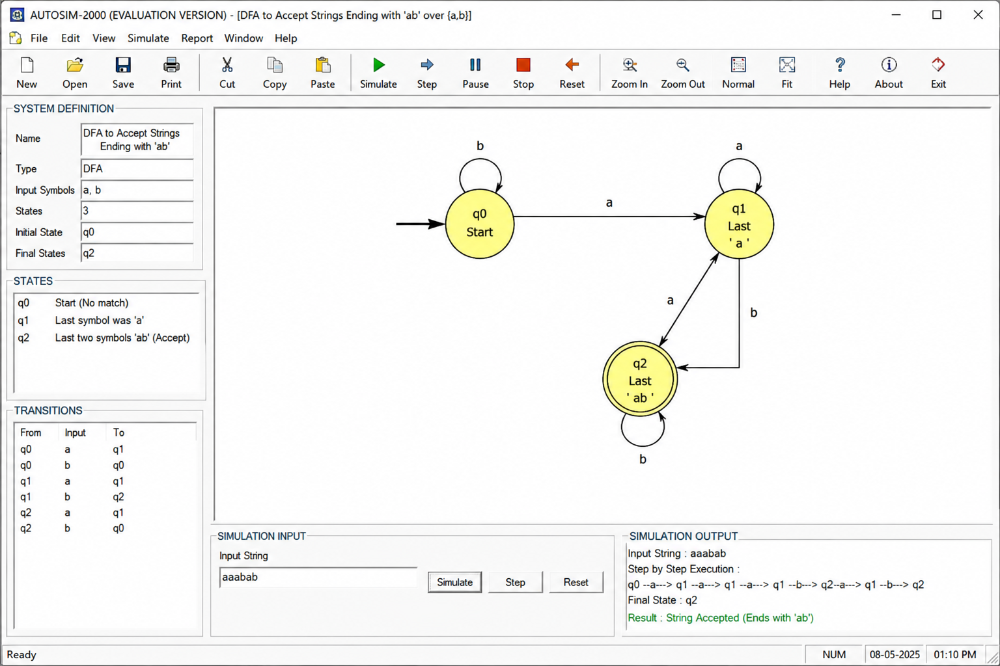 AUTOSIM-2000 (EVALUATION VERSION) - [DFA to Accept Strings Ending with 'ab' over {a,b}]
File Edit View Simulate Report Window Help
New Open Save Print Cut Copy Paste Simulate Step Pause Stop Reset Zoom In Zoom Out Normal Fit Help About Exit
SYSTEM DEFINITION
Name DFA to Accept Strings
Ending with 'ab'
Type DFA
Input Symbols a, b
States 3
Initial State q0
Final States q2
STATES
q0 Start (No match)
q1 Last symbol was 'a'
q2 Last two symbols 'ab' (Accept)
TRANSITIONS
From Input To
q0 a q1
q0 b q0
q1 a q1
q1 b q2
q2 a q1
q2 b q0
b
a
q0
Start
a
q1
Last
' a '
a
b
q2
Last
' ab '
b
SIMULATION INPUT
Input String
aaabab
Simulate Step Reset
SIMULATION OUTPUT
Input String : aaabab
Step by Step Execution :
q0 --a---> q1 --a---> q1 --a---> q1 --b---> q2--a---> q1 --b---> q2
Final State : q2
Result : String Accepted (Ends with 'ab')
Ready NUM 08-05-2025 01:10 PM